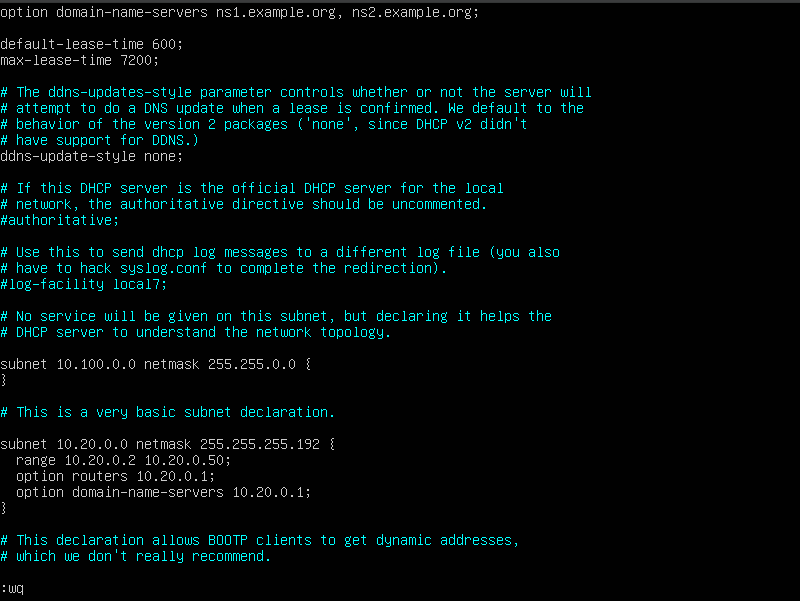 option domain-name-servers ns1.example.org, ns2.example.org;
default-lease-time 600;
max-lease-time 7200;
# The ddns-updates-style parameter controls whether or not the server will
# attempt to do a DNS update when a lease is confirmed. We default to the
# behavior of the version 2 packages ('none', since DHCP v2 didn't
# have support for DDNS.)
ddns-update-style none;
# If this DHCP server is the official DHCP server for the local
# network, the authoritative directive should be uncommented.
#authoritative;
# Use this to send dhcp log messages to a different log file (you also
# have to hack syslog.conf to complete the redirection).
#log-facility local7;
# No service will be given on this subnet, but declaring it helps the
# DHCP server to understand the network topology.
subnet 10.100.0.0 netmask 255.255.0.0 {
}
# This is a very basic subnet declaration.
subnet 10.20.0.0 netmask 255.255.255.192 {
  range 10.20.0.2 10.20.0.50;
  option routers 10.20.0.1;
  option domain-name-servers 10.20.0.1;
}
# This declaration allows BOOTP clients to get dynamic addresses,
# which we don't really recommend.
:wq